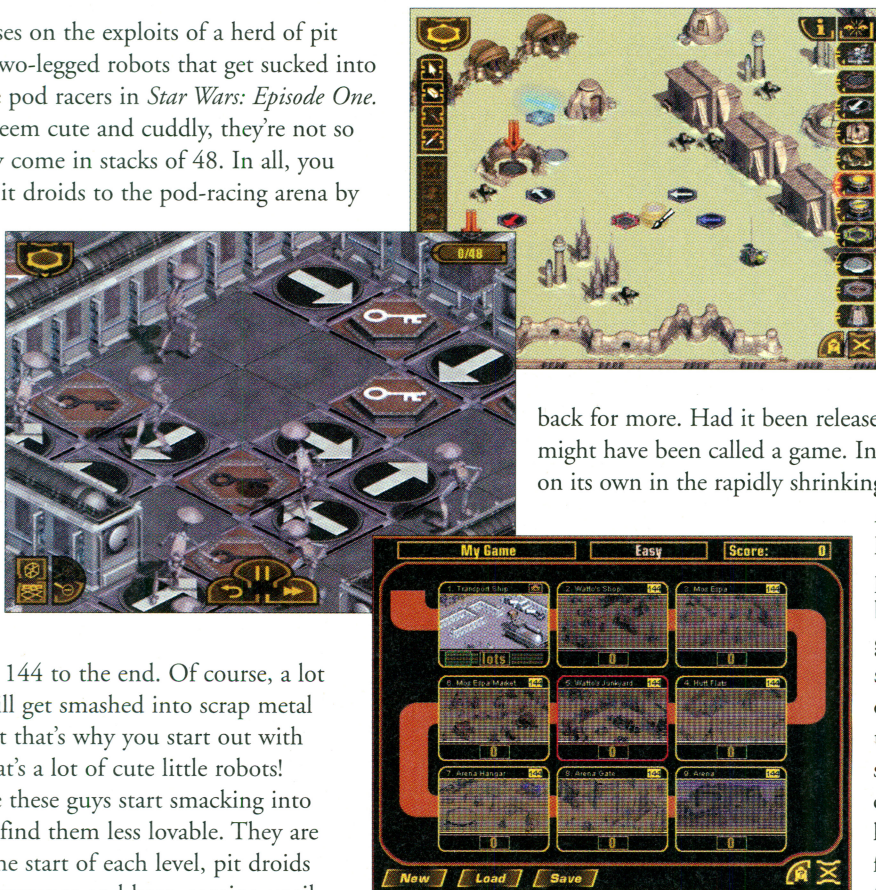 ses on the exploits of a herd of pit
wo-legged robots that get sucked into
e pod racers in Star Wars: Episode One.
eem cute and cuddly, they're not so
y come in stacks of 48. In all, you
it droids to the pod-racing arena by
0/48
back for more. Had it been release
might have been called a game. In
on its own in the rapidly shrinking
144 to the end. Of course, a lot
ll get smashed into scrap metal
t that's why you start out with
at's a lot of cute little robots!
e these guys start smacking into
find them less lovable. They are
ne start of each level, pit droids
My Game Easy Score: 0
1. Transport Ship 2. Watto's Shop 144 3. Mos Espa 144
lots 0 0
6. Mos Espa Market 144 5. Watto's Junkyard 144 4. Hutt Flats 144
0 0 0
7. Arena Hangar 144 8. Arena Gate 144 9. Arena 144
0 0 0
New Load Save